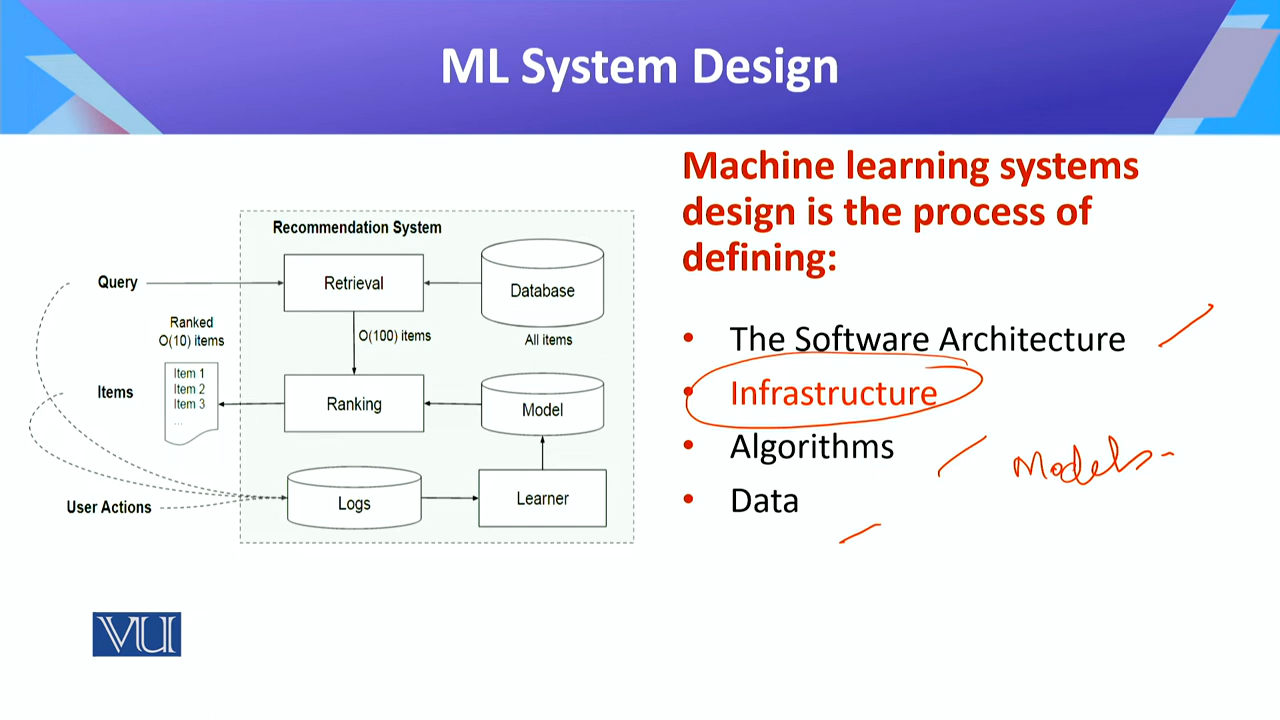 ML System Design
Recommendation System
Query
Retrieval
Database
Ranked
O(10) items
O(100) items
All items
Items
Item 1
Item 2
Item 3
...
Ranking
Model
User Actions
Logs
Learner
Machine learning systems
design is the process of
defining:
• The Software Architecture
• Infrastructure
• Algorithms
Models -
• Data
VU